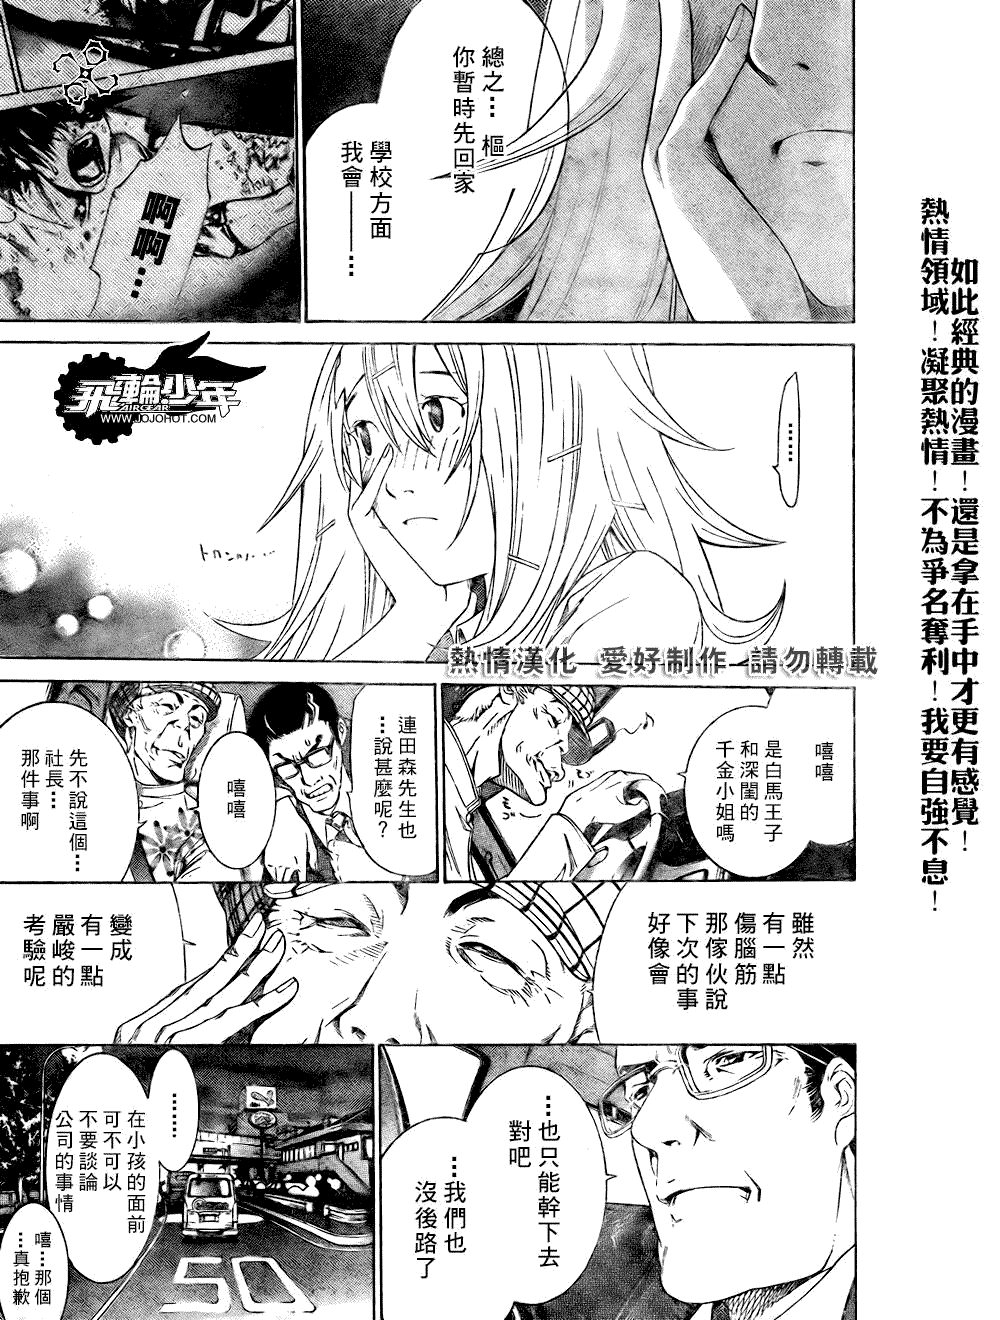 總之… 樞
你暫時先回家
學校方面
我會——…
啊
啊
…
飛輪少年
AIRGEAR
WWW.JOJOHOT.COM
……
トクンッ…
熱情漢化 愛好制作 請勿轉載
嘻嘻
是白馬王子
和深閨的
千金小姐嗎
連田森先生也
…說甚麼呢?
嘻嘻
先不說這個…
社長…
那件事啊
雖然
有一點
傷腦筋
那傢伙說
下次的事
好像會
變成
有一點
嚴峻的
考驗呢
…也只能幹下去
對吧
…我們也
沒後路了
……
在小孩的面前
可不可以
不要談論
公司的事情
嘻…那個
…真抱歉
50
如此經典的漫畫!還是拿在手中才更有感覺!
熱情領域!凝聚熱情!不為爭名奪利!我要自強不息!